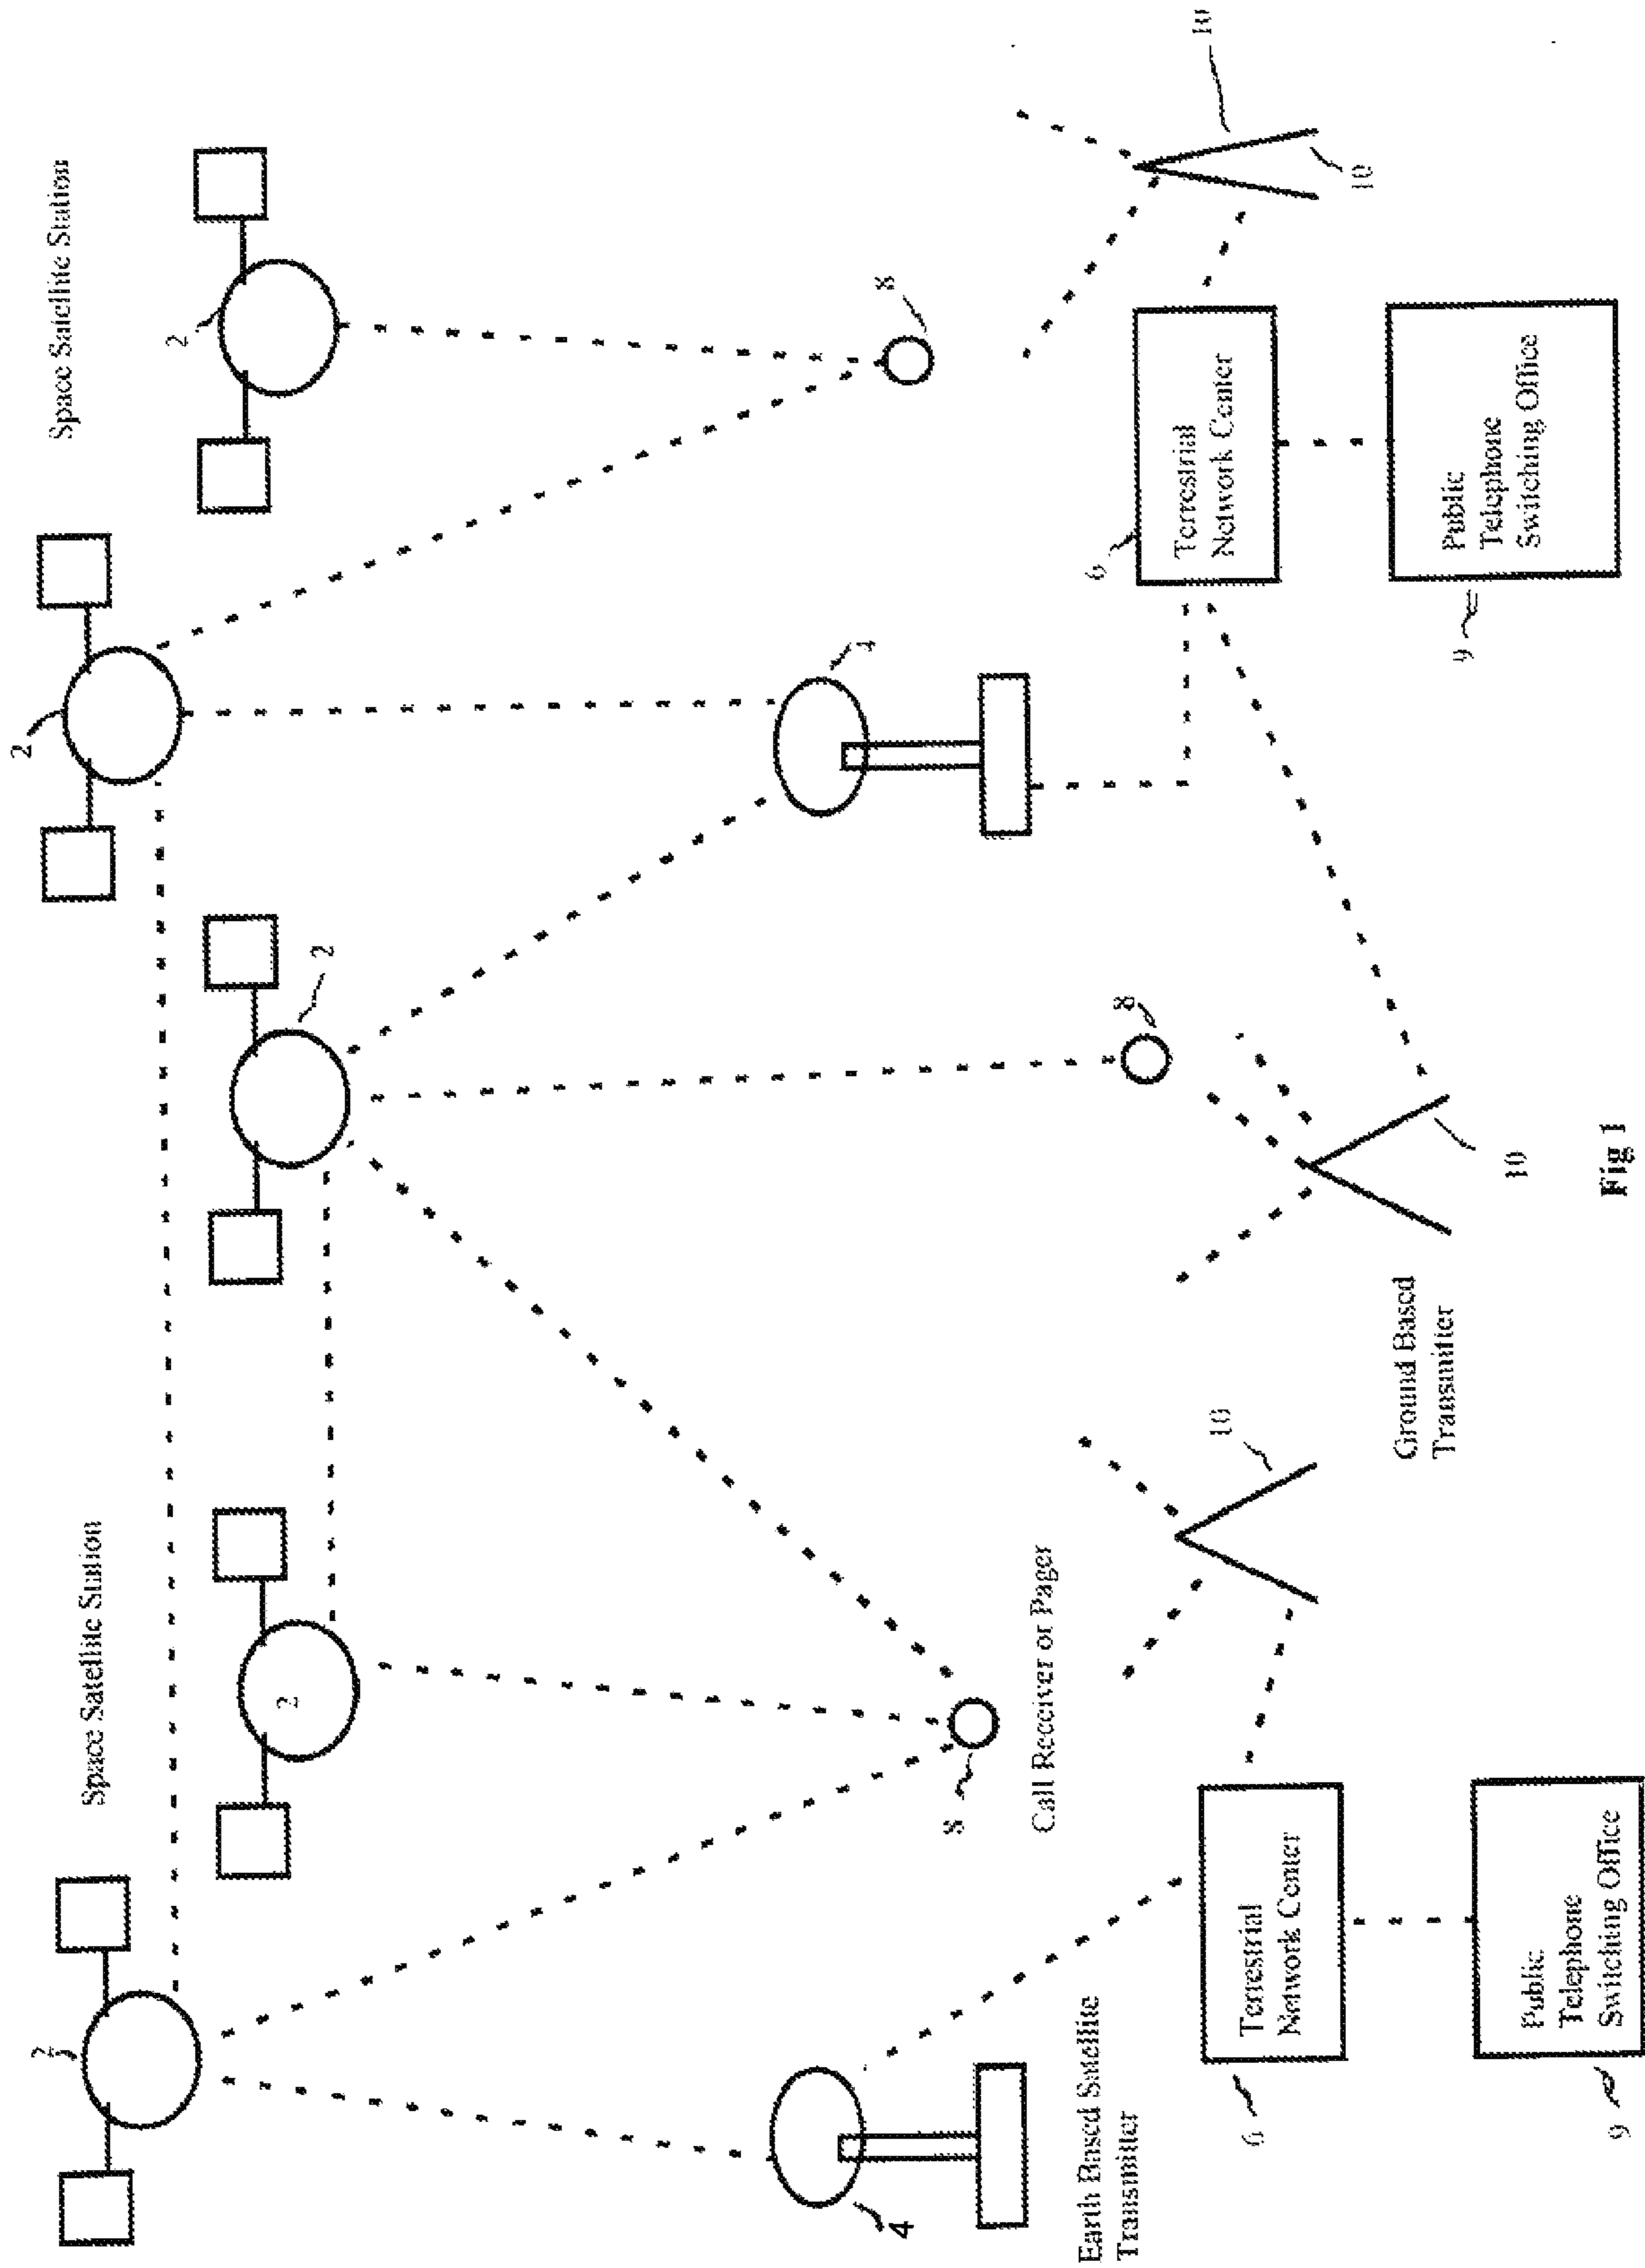 2
2
Space Satellite Station
Space Satellite Station
2
2
2
4
8
4
8
Call Receiver or Pager
Earth Based Satellite
Transmitter
6
8
Terrestrial
Network Center
10
10
Terrestrial
Network Center
6
10
Ground Based
Transmitter
Public
Telephone
Switching Office
9
10
Public
Telephone
Switching Office
9
Fig 1